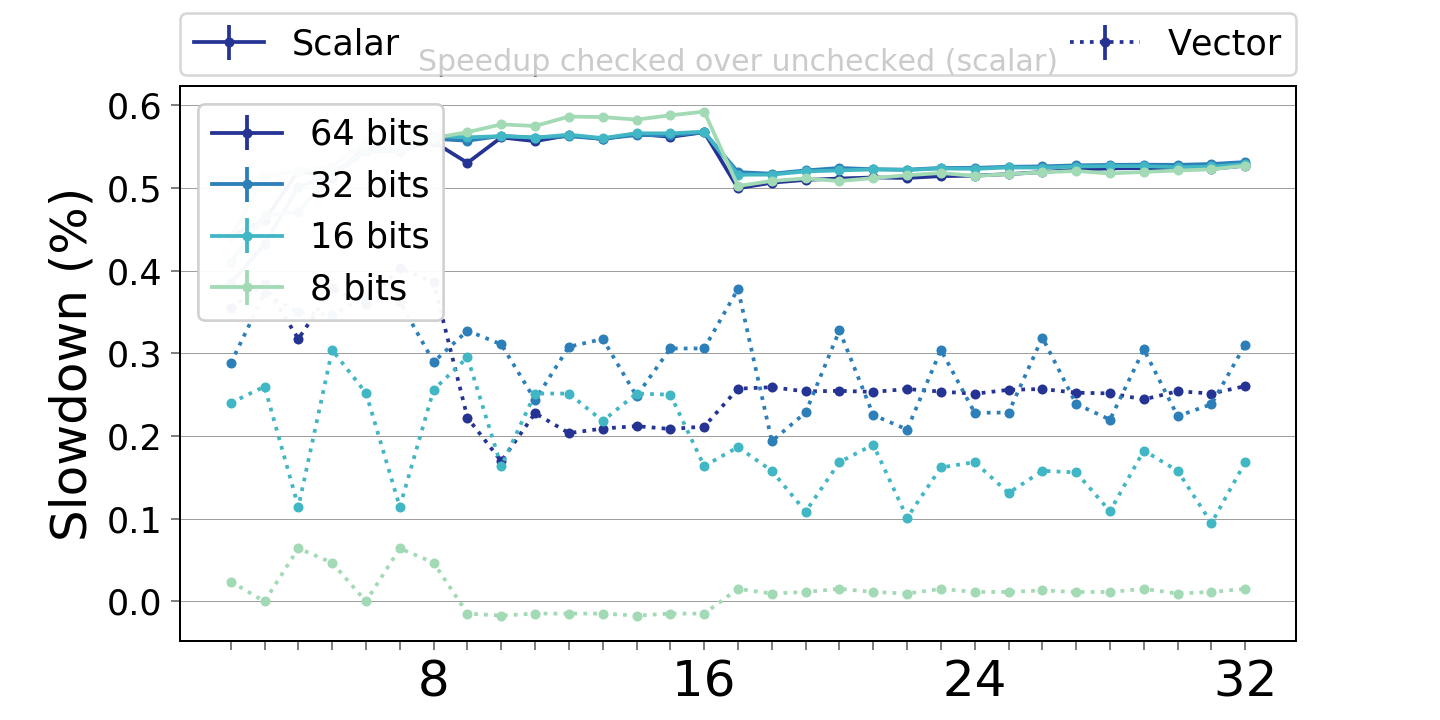 Scalar
Vector
Speedup checked over unchecked (scalar)
0.6
0.5
0.4
0.3
0.2
0.1
0.0
Slowdown (%)
64 bits
32 bits
16 bits
8 bits
8
16
24
32